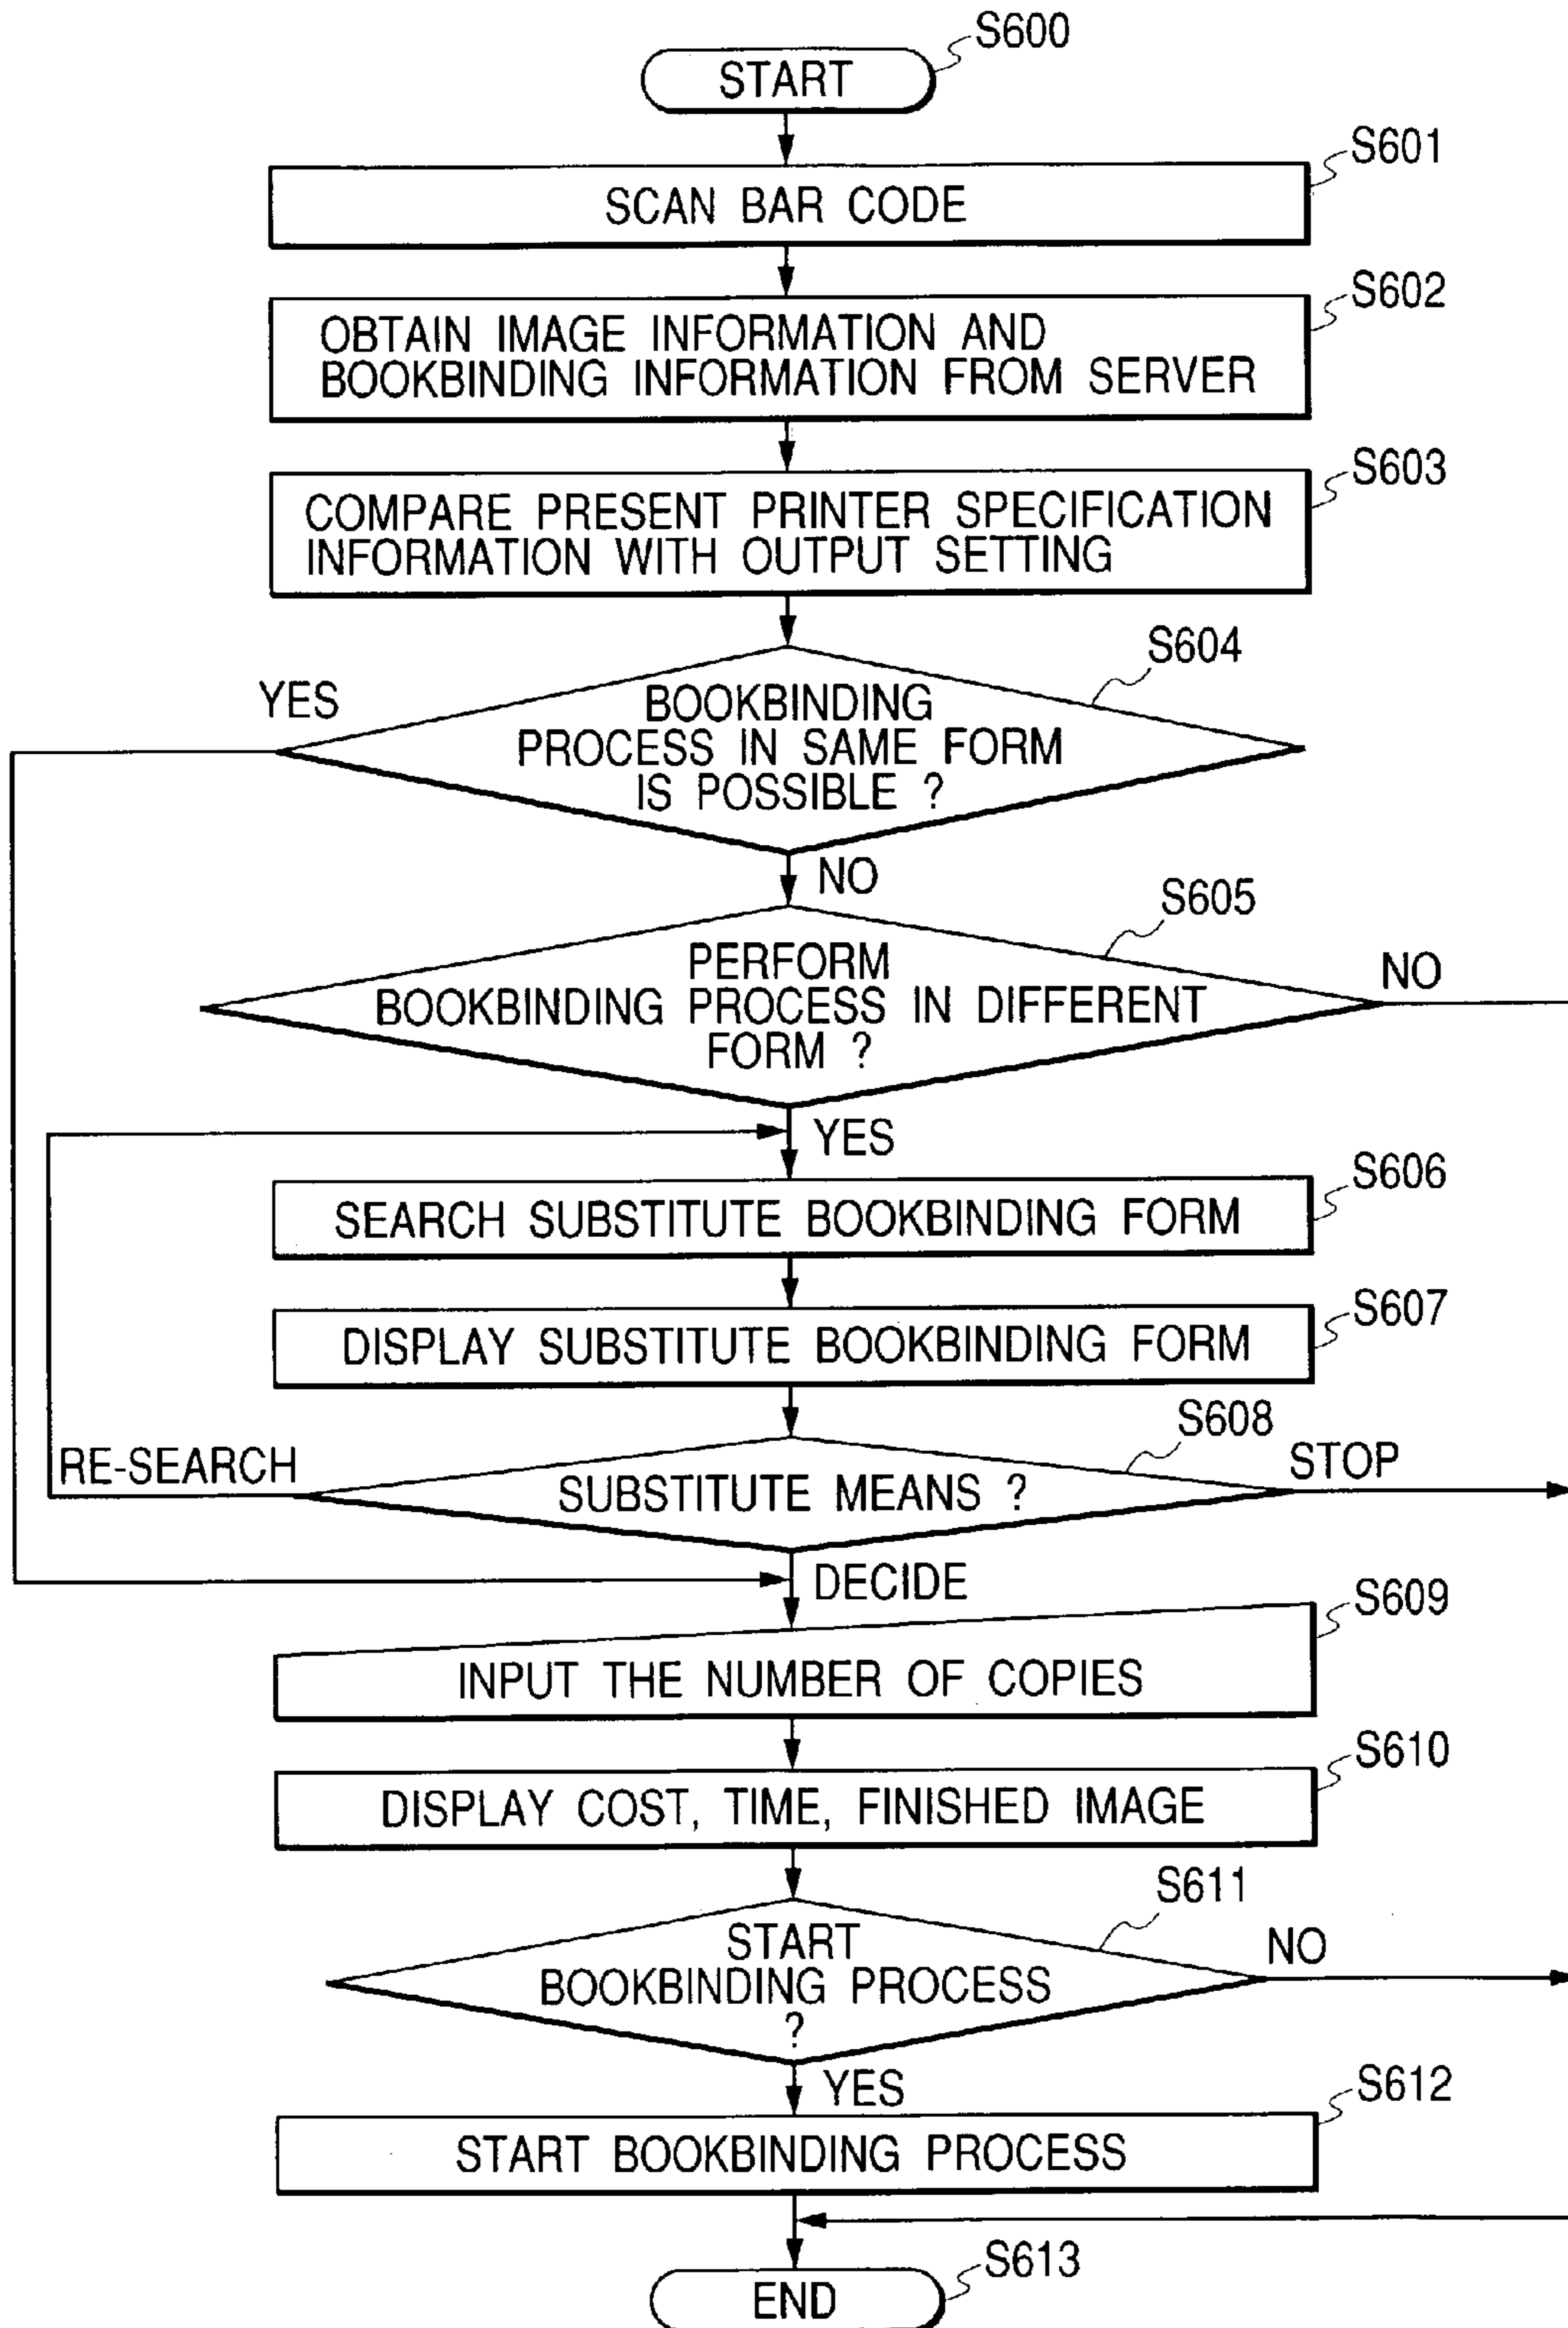 S600
START
S601
SCAN BAR CODE
S602
OBTAIN IMAGE INFORMATION AND
BOOKBINDING INFORMATION FROM SERVER
S603
COMPARE PRESENT PRINTER SPECIFICATION
INFORMATION WITH OUTPUT SETTING
S604
YES
BOOKBINDING
PROCESS IN SAME FORM
IS POSSIBLE ?
NO
S605
PERFORM
BOOKBINDING PROCESS IN DIFFERENT
FORM ?
NO
YES
S606
SEARCH SUBSTITUTE BOOKBINDING FORM
S607
DISPLAY SUBSTITUTE BOOKBINDING FORM
S608
RE-SEARCH
SUBSTITUTE MEANS ?
STOP
DECIDE
S609
INPUT THE NUMBER OF COPIES
S610
DISPLAY COST, TIME, FINISHED IMAGE
S611
START
BOOKBINDING PROCESS
?
NO
YES
S612
START BOOKBINDING PROCESS
S613
END